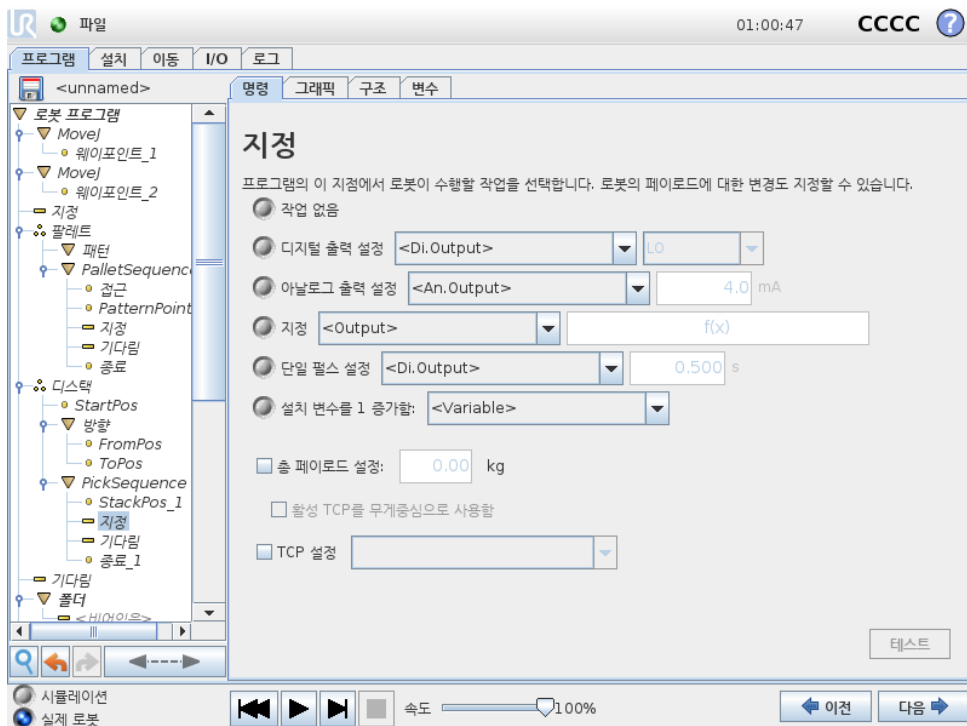 UR 파일 01:00:47 CCCC ?
프로그램 설치 이동 I/O 로그
<unnamed> 명령 그래픽 구조 변수
로봇 프로그램
MoveJ
웨이포인트_1
MoveJ
웨이포인트_2
지정
팔레트
패턴
PalletSequenc
접근
PatternPoint
지정
기다림
종료
디스택
StartPos
방향
FromPos
ToPos
PickSequence
StackPos_1
지정
기다림
종료_1
기다림
폴더
<비어있음>
지정
프로그램의 이 지점에서 로봇이 수행할 작업을 선택합니다. 로봇의 페이로드에 대한 변경도 지정할 수 있습니다.
작업 없음
디지털 출력 설정 <Di.Output> LO
아날로그 출력 설정 <An.Output> 4.0 mA
지정 <Output> f(x)
단일 펄스 설정 <Di.Output> 0.500 s
설치 변수를 1 증가함: <Variable>
총 페이로드 설정: 0.00 kg
활성 TCP를 무게중심으로 사용함
TCP 설정
테스트
시뮬레이션
실제 로봇
속도 100%
이전 다음